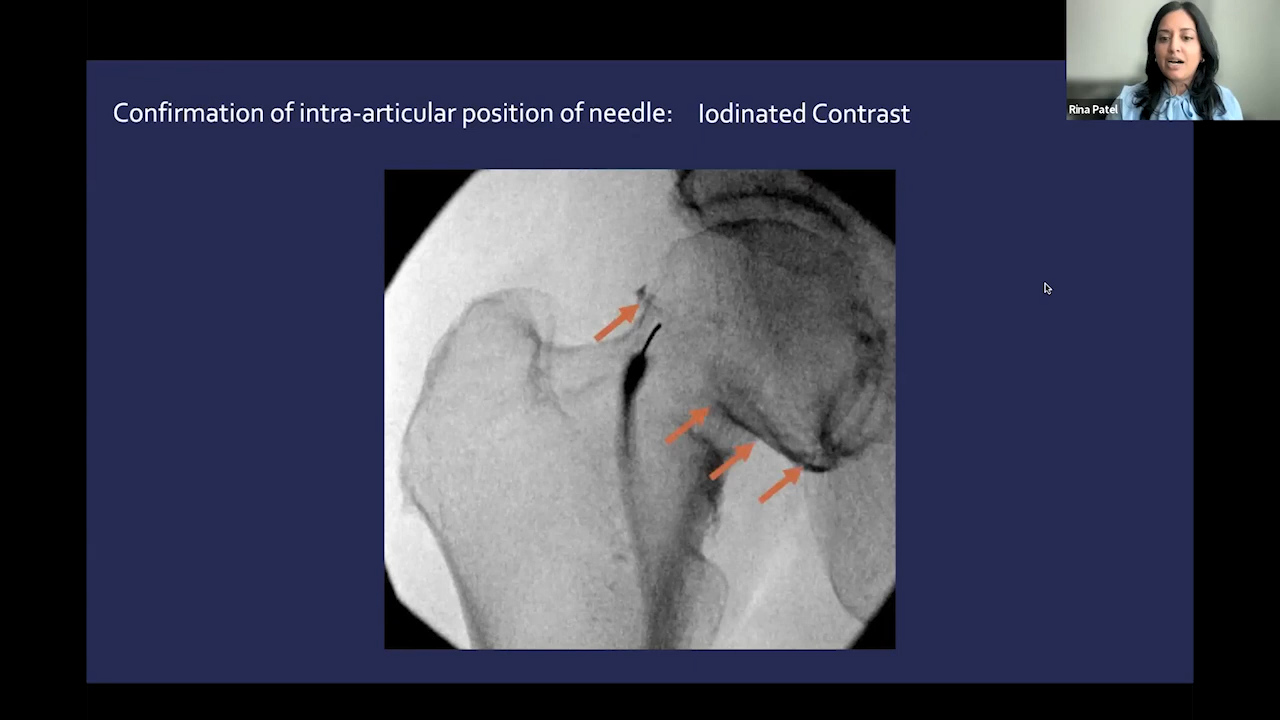 Confirmation of intra-articular position of needle: Iodinated Contrast
Rina Patel